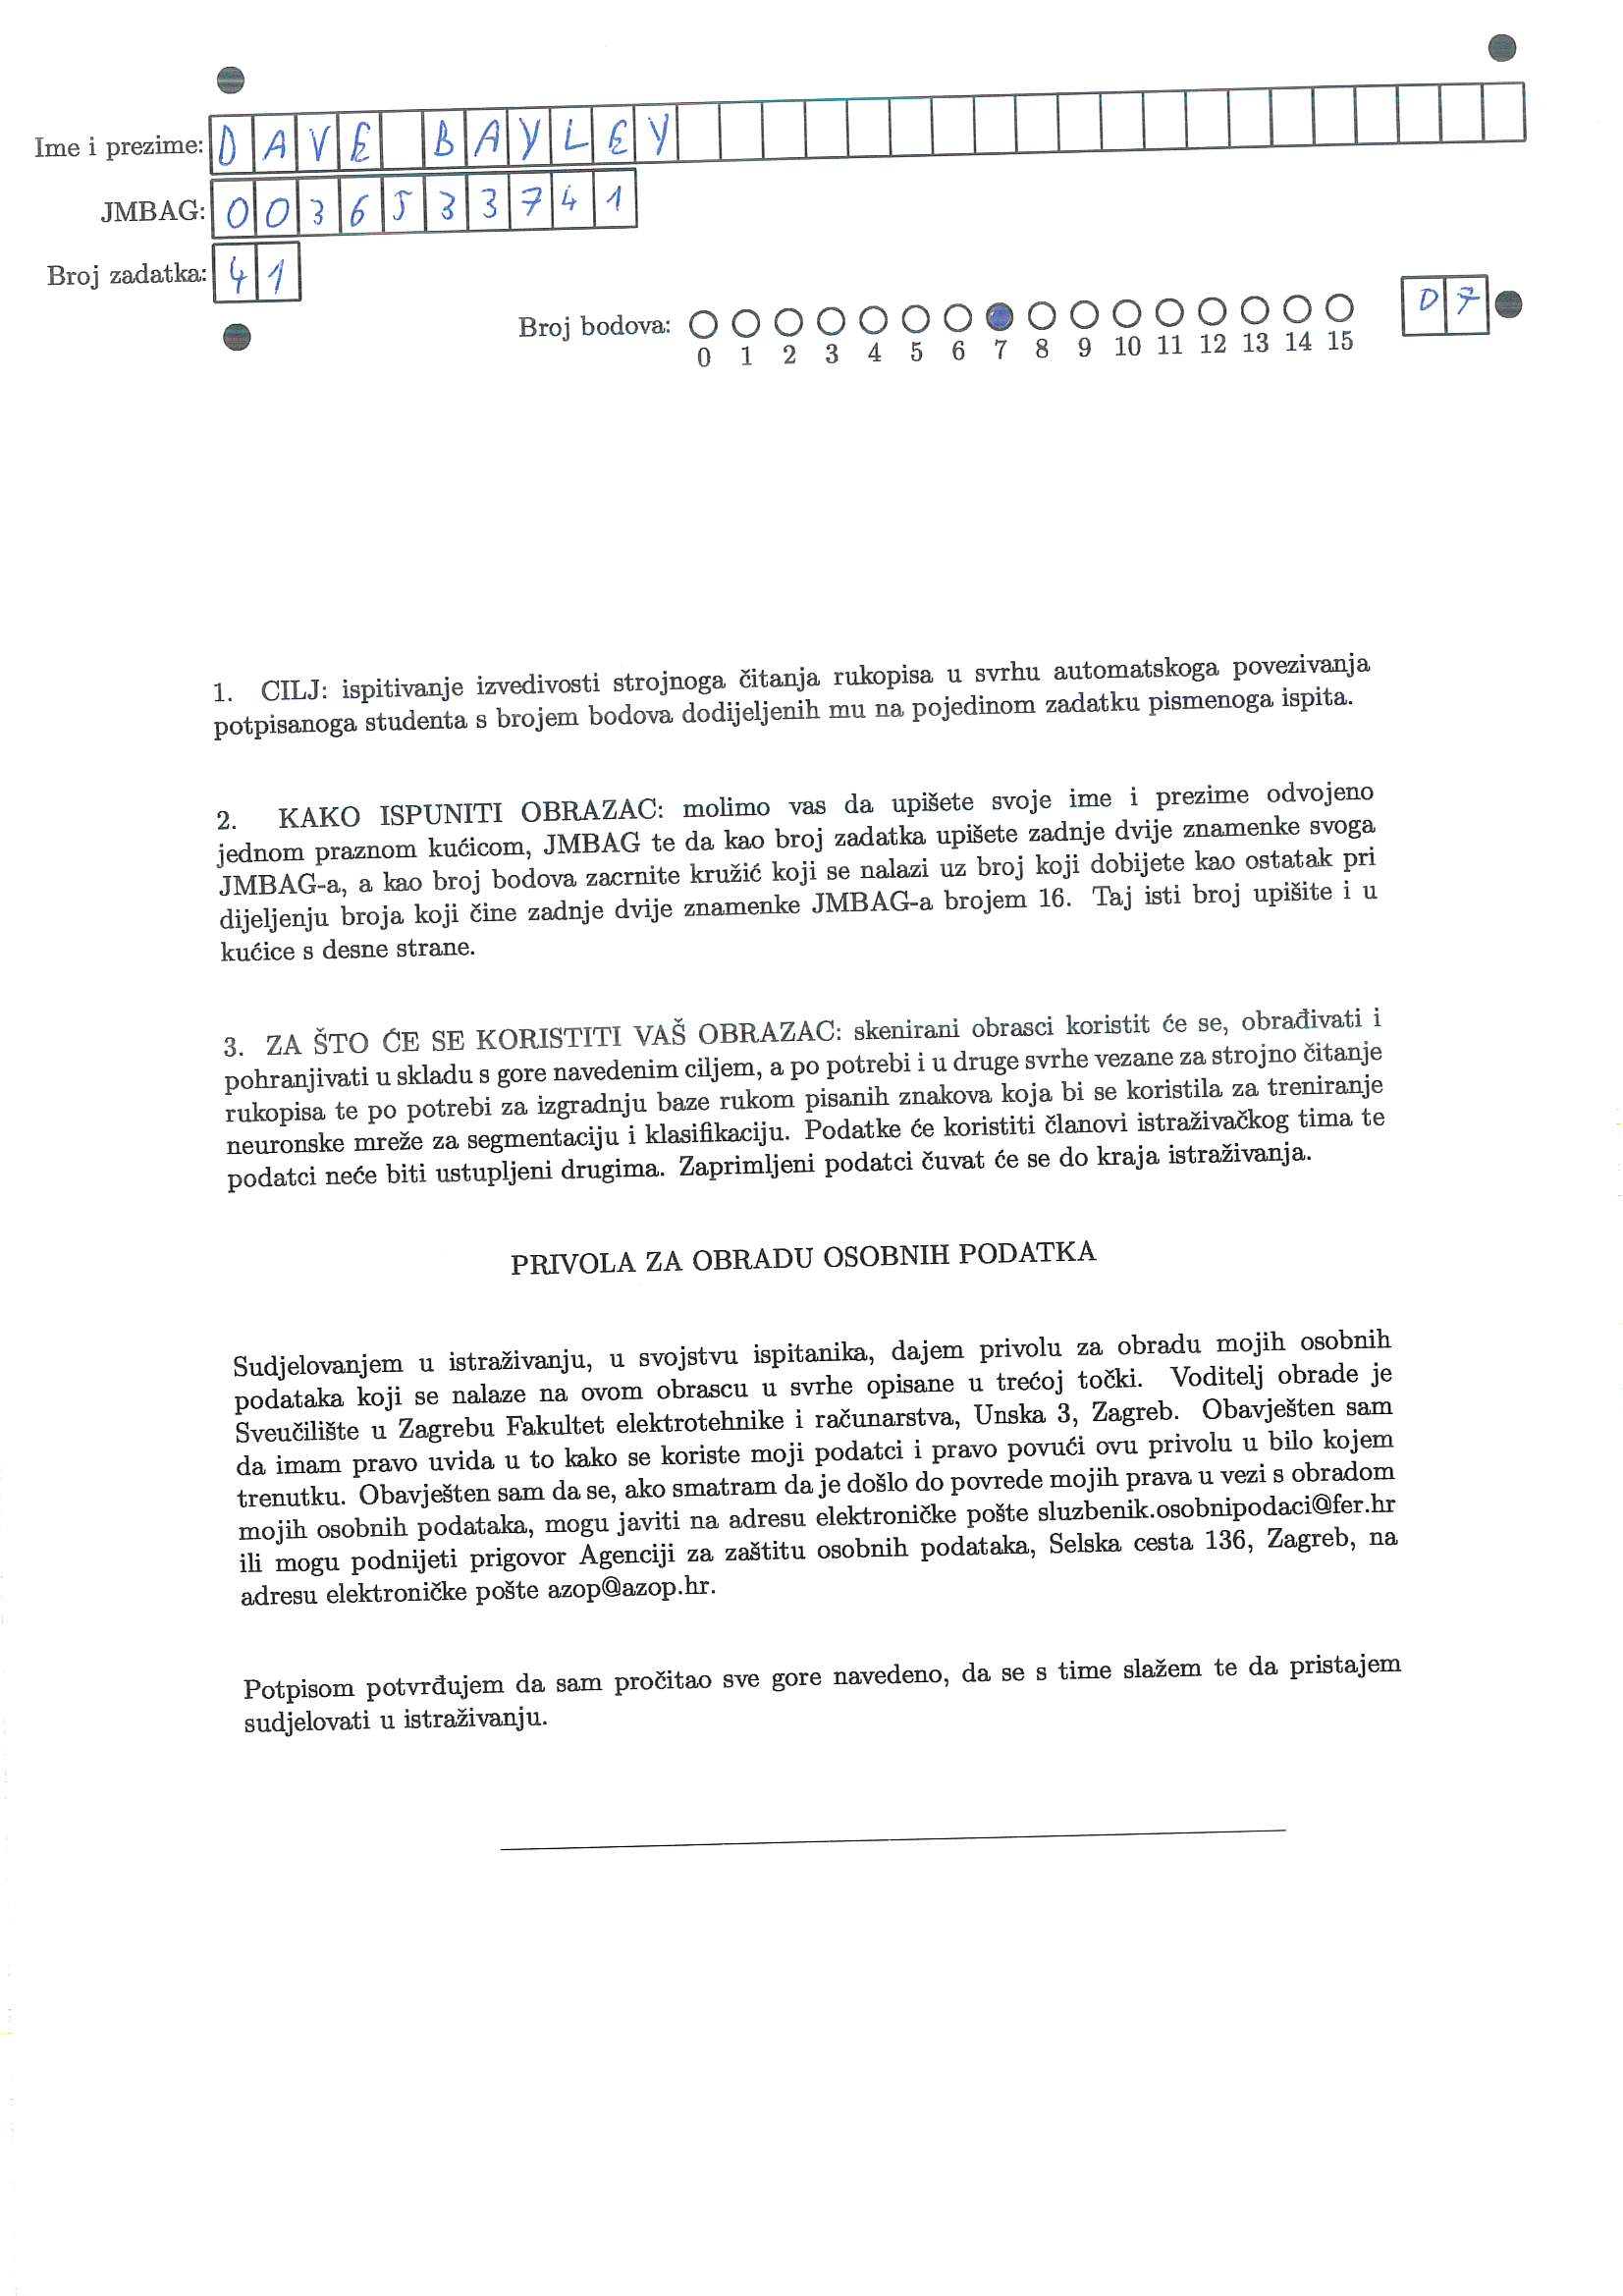 Ime i prezime: DAVE BAYLEY
JMBAG: 0036533741
Broj zadatka: 41
Broj bodova: 07
0 1 2 3 4 5 6 7 8 9 10 11 12 13 14 15
1. CILJ: ispitivanje izvedivosti strojnoga čitanja rukopisa u svrhu automatskoga povezivanja
potpisanoga studenta s brojem bodova dodijeljenih mu na pojedinom zadatku pismenoga ispita.
2. KAKO ISPUNITI OBRAZAC: molimo vas da upišete svoje ime i prezime odvojeno
jednom praznom kućicom, JMBAG te da kao broj zadatka upišete zadnje dvije znamenke svoga
JMBAG-a, a kao broj bodova zacrnite kružić koji se nalazi uz broj koji dobijete kao ostatak pri
dijeljenju broja koji čine zadnje dvije znamenke JMBAG-a brojem 16. Taj isti broj upišite i u
kućice s desne strane.
3. ZA ŠTO ĆE SE KORISTITI VAŠ OBRAZAC: skenirani obrasci koristit će se, obrađivati i
pohranjivati u skladu s gore navedenim ciljem, a po potrebi i u druge svrhe vezane za strojno čitanje
rukopisa te po potrebi za izgradnju baze rukom pisanih znakova koja bi se koristila za treniranje
neuronske mreže za segmentaciju i klasifikaciju. Podatke će koristiti članovi istraživačkog tima te
podatci neće biti ustupljeni drugima. Zaprimljeni podatci čuvat će se do kraja istraživanja.
PRIVOLA ZA OBRADU OSOBNIH PODATKA
Sudjelovanjem u istraživanju, u svojstvu ispitanika, dajem privolu za obradu mojih osobnih
podataka koji se nalaze na ovom obrascu u svrhe opisane u trećoj točki. Voditelj obrade je
Sveučilište u Zagrebu Fakultet elektrotehnike i računarstva, Unska 3, Zagreb. Obavješten sam
da imam pravo uvida u to kako se koriste moji podatci i pravo povući ovu privolu u bilo kojem
trenutku. Obavješten sam da se, ako smatram da je došlo do povrede mojih prava u vezi s obradom
mojih osobnih podataka, mogu javiti na adresu elektroničke pošte sluzbenik.osobnipodaci@fer.hr
ili mogu podnijeti prigovor Agenciji za zaštitu osobnih podataka, Selska cesta 136, Zagreb, na
adresu elektroničke pošte azop@azop.hr.
Potpisom potvrđujem da sam pročitao sve gore navedeno, da se s time slažem te da pristajem
sudjelovati u istraživanju.